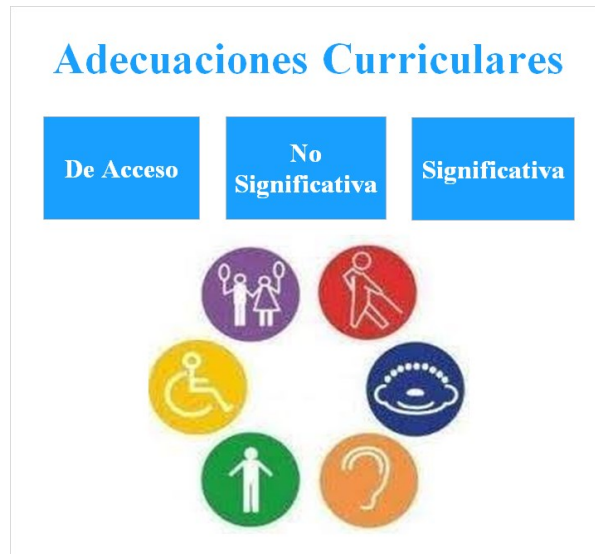 Adecuaciones Curriculares
De Acceso
No
Significativa
Significativa